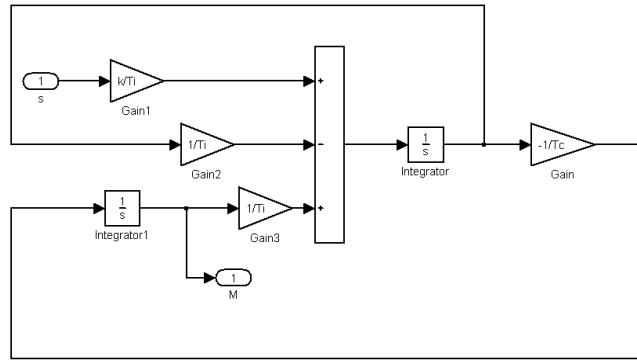 1
s
k/Ti
Gain1
+
1/Ti
Gain2
−
1
s
Integrator
-1/Tc
Gain
1
s
Integrator1
1/Ti
Gain3
+
1
M